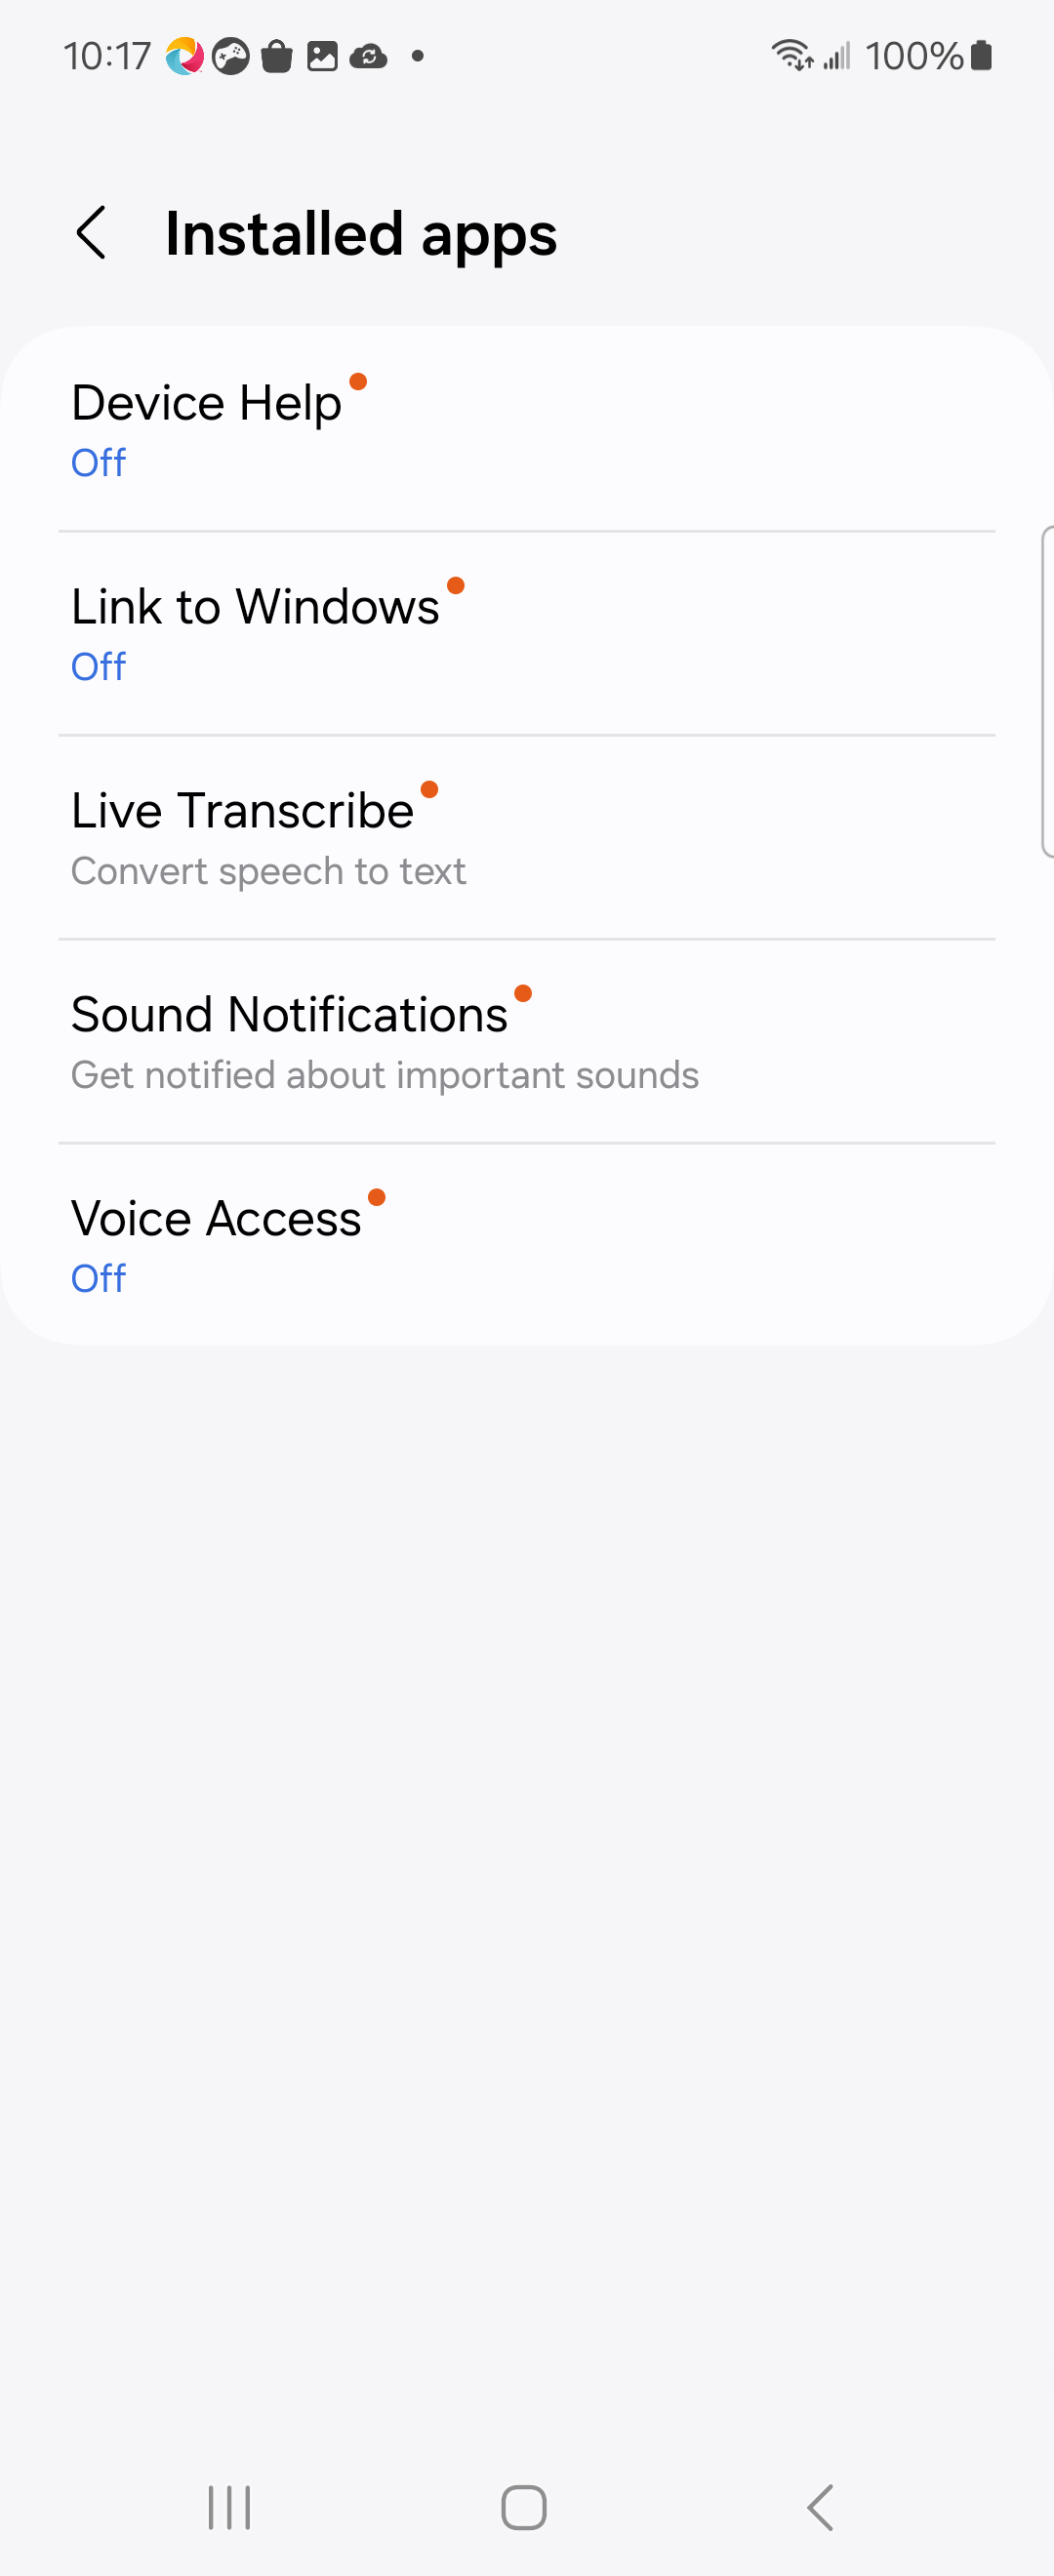 10:17
100%
Installed apps
Device Help
Off
Link to Windows
Off
Live Transcribe
Convert speech to text
Sound Notifications
Get notified about important sounds
Voice Access
Off